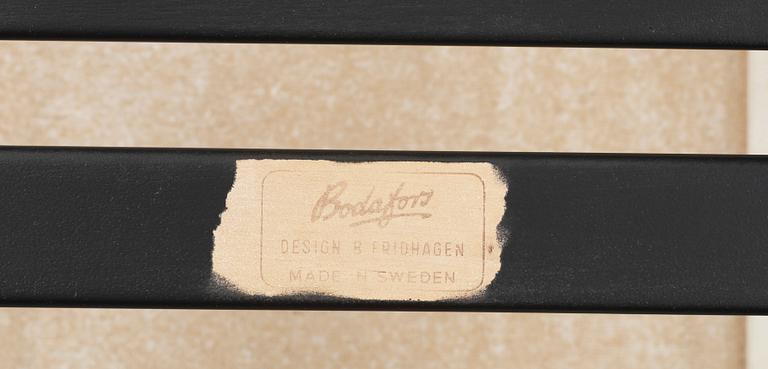 Bodafors
DESIGN B FRIDHAGEN
MADE IN SWEDEN